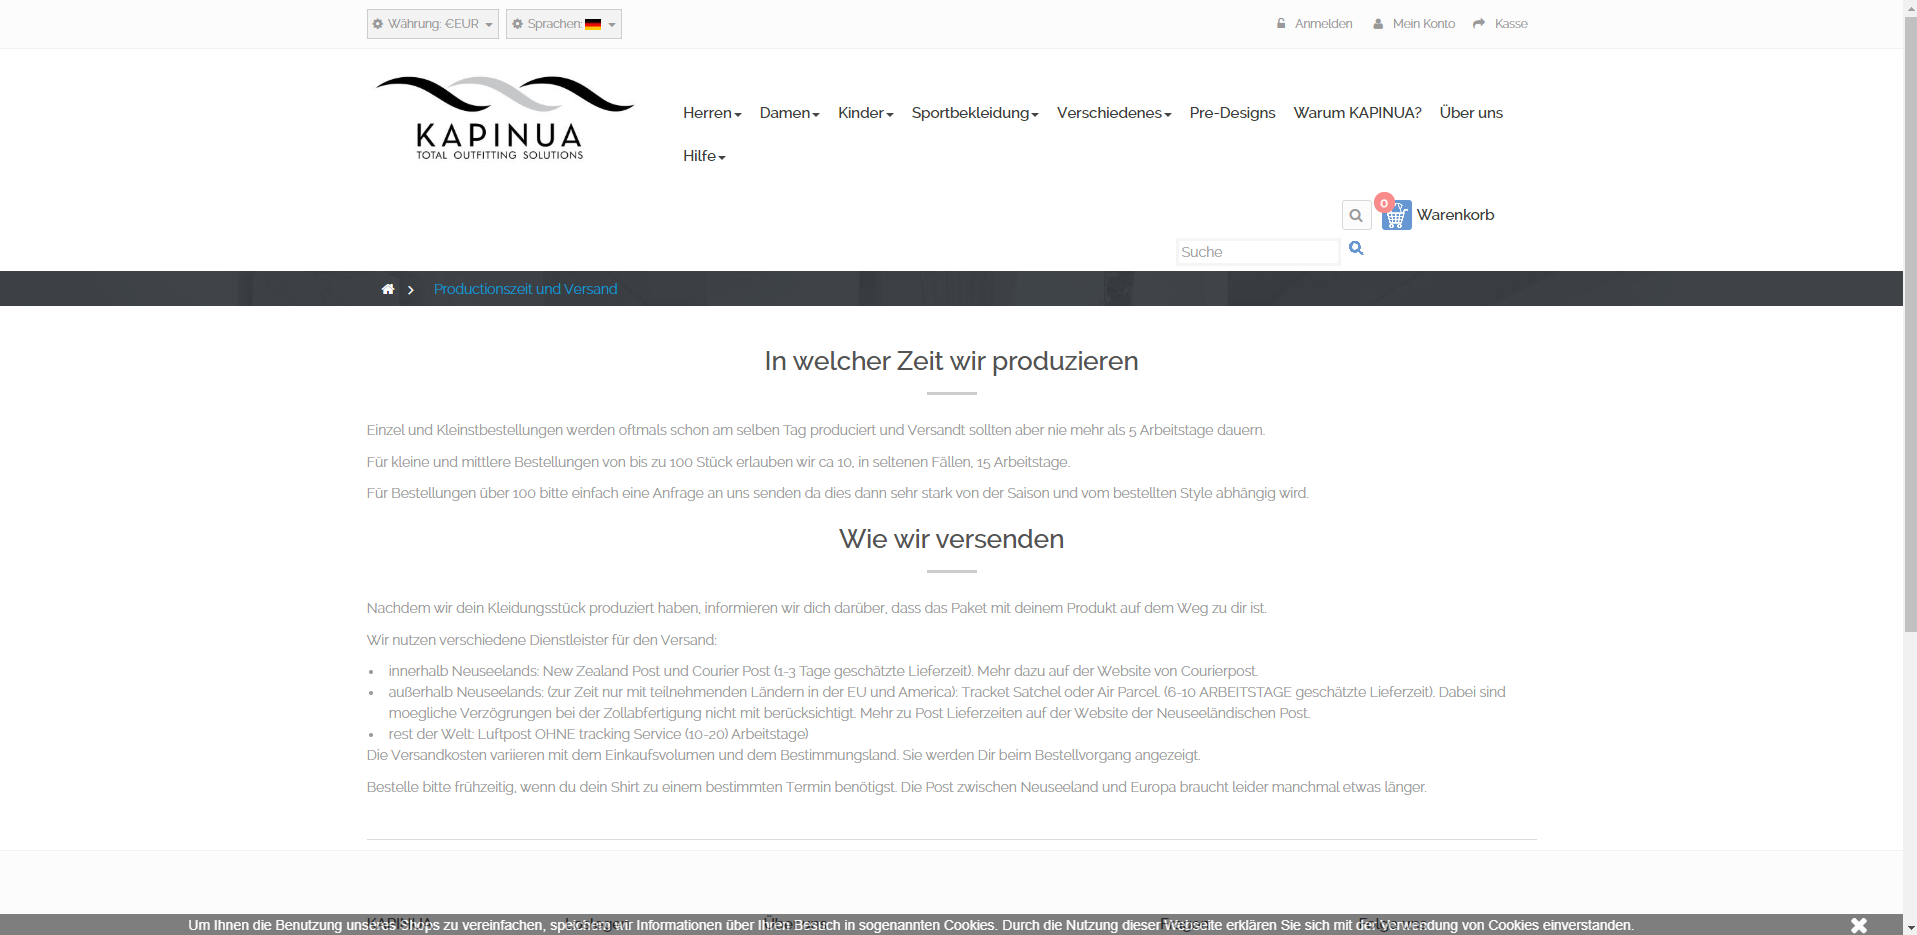 Währung: €EUR
Sprachen:
Anmelden
Mein Konto
Kasse
KAPINUA
TOTAL OUTFITTING SOLUTIONS
Herren Damen Kinder Sportbekleidung Verschiedenes Pre-Designs Warum KAPINUA? Über uns
Hilfe
0
Warenkorb
Suche
Productionszeit und Versand
In welcher Zeit wir produzieren
Einzel und Kleinstbestellungen werden oftmals schon am selben Tag produciert und Versandt sollten aber nie mehr als 5 Arbeitstage dauern.
Für kleine und mittlere Bestellungen von bis zu 100 Stück erlauben wir ca 10, in seltenen Fällen, 15 Arbeitstage.
Für Bestellungen über 100 bitte einfach eine Anfrage an uns senden da dies dann sehr stark von der Saison und vom bestellten Style abhängig wird.
Wie wir versenden
Nachdem wir dein Kleidungsstück produziert haben, informieren wir dich darüber, dass das Paket mit deinem Produkt auf dem Weg zu dir ist.
Wir nutzen verschiedene Dienstleister für den Versand:
• innerhalb Neuseelands: New Zealand Post und Courier Post (1-3 Tage geschätzte Lieferzeit). Mehr dazu auf der Website von Courierpost.
• außerhalb Neuseelands: (zur Zeit nur mit teilnehmenden Ländern in der EU und America): Tracket Satchel oder Air Parcel. (6-10 ARBEITSTAGE geschätzte Lieferzeit). Dabei sind
moegliche Verzögrungen bei der Zollabfertigung nicht mit berücksichtigt. Mehr zu Post Lieferzeiten auf der Website der Neuseeländischen Post.
• rest der Welt: Luftpost OHNE tracking Service (10-20) Arbeitstage)
Die Versandkosten variieren mit dem Einkaufsvolumen und dem Bestimmungsland. Sie werden Dir beim Bestellvorgang angezeigt.
Bestelle bitte frühzeitig, wenn du dein Shirt zu einem bestimmten Termin benötigst. Die Post zwischen Neuseeland und Europa braucht leider manchmal etwas länger.
KAPINUA
Um Ihnen die Benutzung unseres Shops zu vereinfachen, speichern wir Informationen über Ihren Besuch in sogenannten Cookies. Durch die Nutzung dieser Webseite erklären Sie sich mit der Verwendung von Cookies einverstanden.